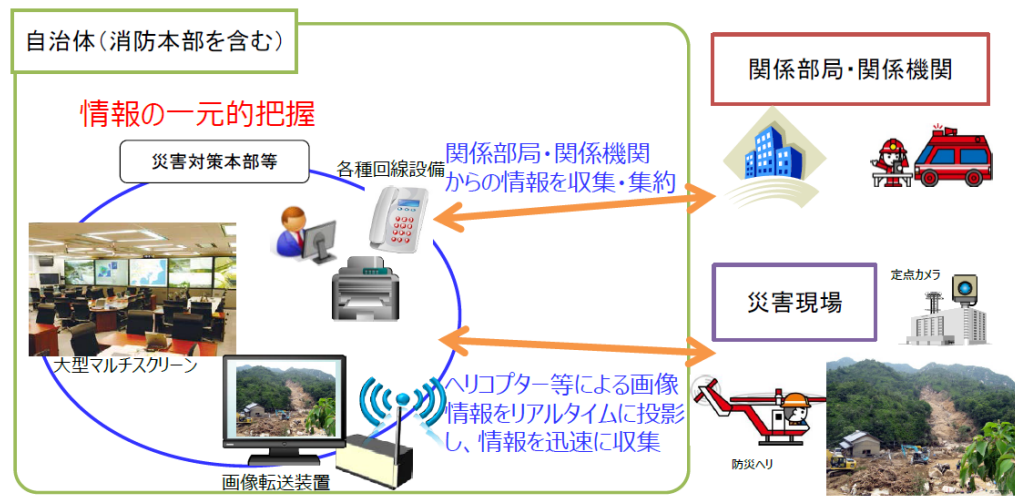 自治体（消防本部を含む）
情報の一元的把握
災害対策本部等
各種回線設備
大型マルチスクリーン
画像転送装置
関係部局・関係機関
からの情報を収集・集約
ヘリコプター等による画像
情報をリアルタイムに投影
し、情報を迅速に収集
関係部局・関係機関
災害現場
定点カメラ
防災ヘリ